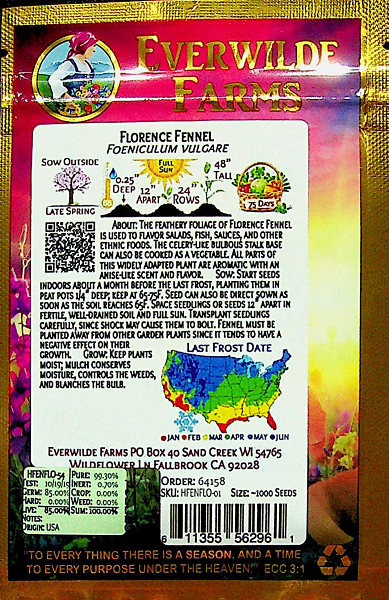 EVERWILDE
FARMS
FLORENCE FENNEL
FOENICULUM VULGARE
SOW OUTSIDE
LATE SPRING
65
0.25"
DEEP
FULL
SUN
12"
APART
24"
ROWS
48"
TALL
75 DAYS
ABOUT: THE FEATHERY FOLIAGE OF FLORENCE FENNEL
IS USED TO FLAVOR SALADS, FISH, SAUCES, AND OTHER
ETHNIC FOODS. THE CELERY-LIKE BULBOUS STALK BASE
CAN ALSO BE COOKED AS A VEGETABLE. ALL PARTS OF
THIS WIDELY ADAPTED PLANT ARE AROMATIC WITH AN
ANISE-LIKE SCENT AND FLAVOR. SOW: START SEEDS
INDOORS ABOUT A MONTH BEFORE THE LAST FROST, PLANTING THEM IN
PEAT POTS 1/4" DEEP; KEEP AT 65-75F. SEED CAN ALSO BE DIRECT SOWN AS
SOON AS THE SOIL REACHES 65F. SPACE SEEDLINGS OR SEEDS 12" APART IN
FERTILE, WELL-DRAINED SOIL AND FULL SUN. TRANSPLANT SEEDLINGS
CAREFULLY, SINCE SHOCK MAY CAUSE THEM TO BOLT. FENNEL MUST BE
PLANTED AWAY FROM OTHER GARDEN PLANTS SINCE IT TENDS TO HAVE A
NEGATIVE EFFECT ON THEIR
GROWTH. GROW: KEEP PLANTS
MOIST; MULCH CONSERVES
MOISTURE, CONTROLS THE WEEDS,
AND BLANCHES THE BULB.
LAST FROST DATE
JAN FEB MAR APR MAY JUN
EVERWILDE FARMS PO BOX 40 SAND CREEK WI 54765
WILDFLOWER LN FALLBROOK CA 92028
HFENFLO-54
TEST: 10/19/15
GERM: 85.00%
HARD: 0.00%
LIVE: 85.00%
NOTES:
ORIGIN: USA
PURE: 99.30%
INERT: 0.70%
CROP: 0.00%
WEED: 0.00%
SUM: 100.00%
ORDER: 64158
SKU: HFENFLO-01 SIZE: ~1000 SEEDS
6 11355 56296 1
"TO EVERY THING THERE IS A SEASON, AND A TIME
TO EVERY PURPOSE UNDER THE HEAVEN" ECC 3:1